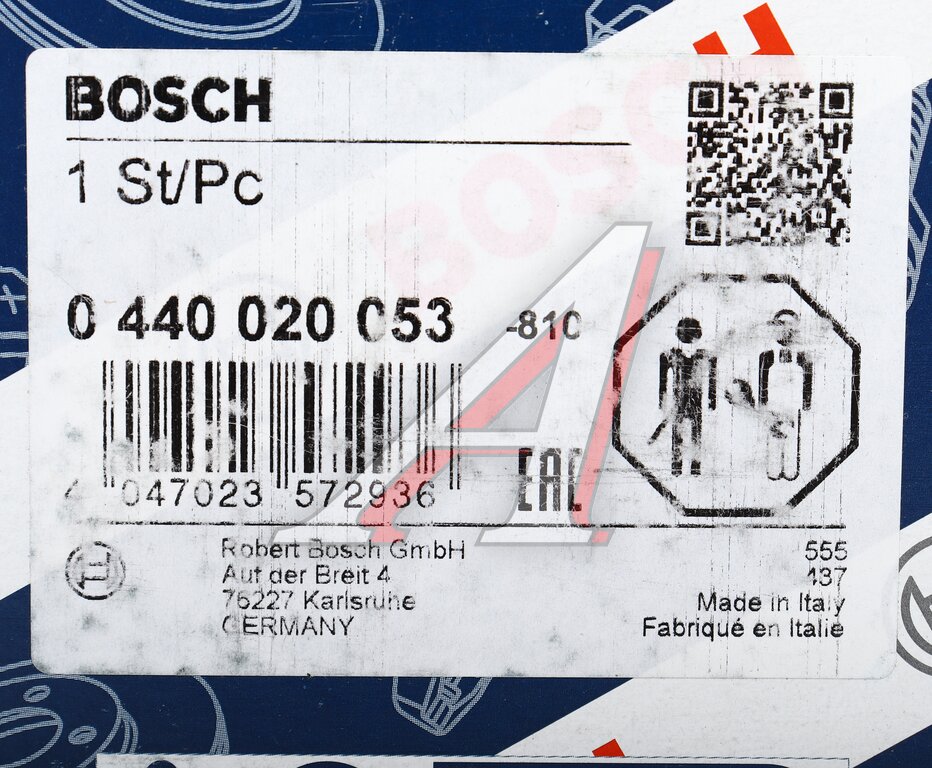 BOSCH
1 St/Pc
0 440 020 053 -810
4 047023 572936
EAC
Robert Bosch GmbH
Auf der Breit 4
76227 Karlsruhe
GERMANY
555
437
Made in Italy
Fabriqué en Italie